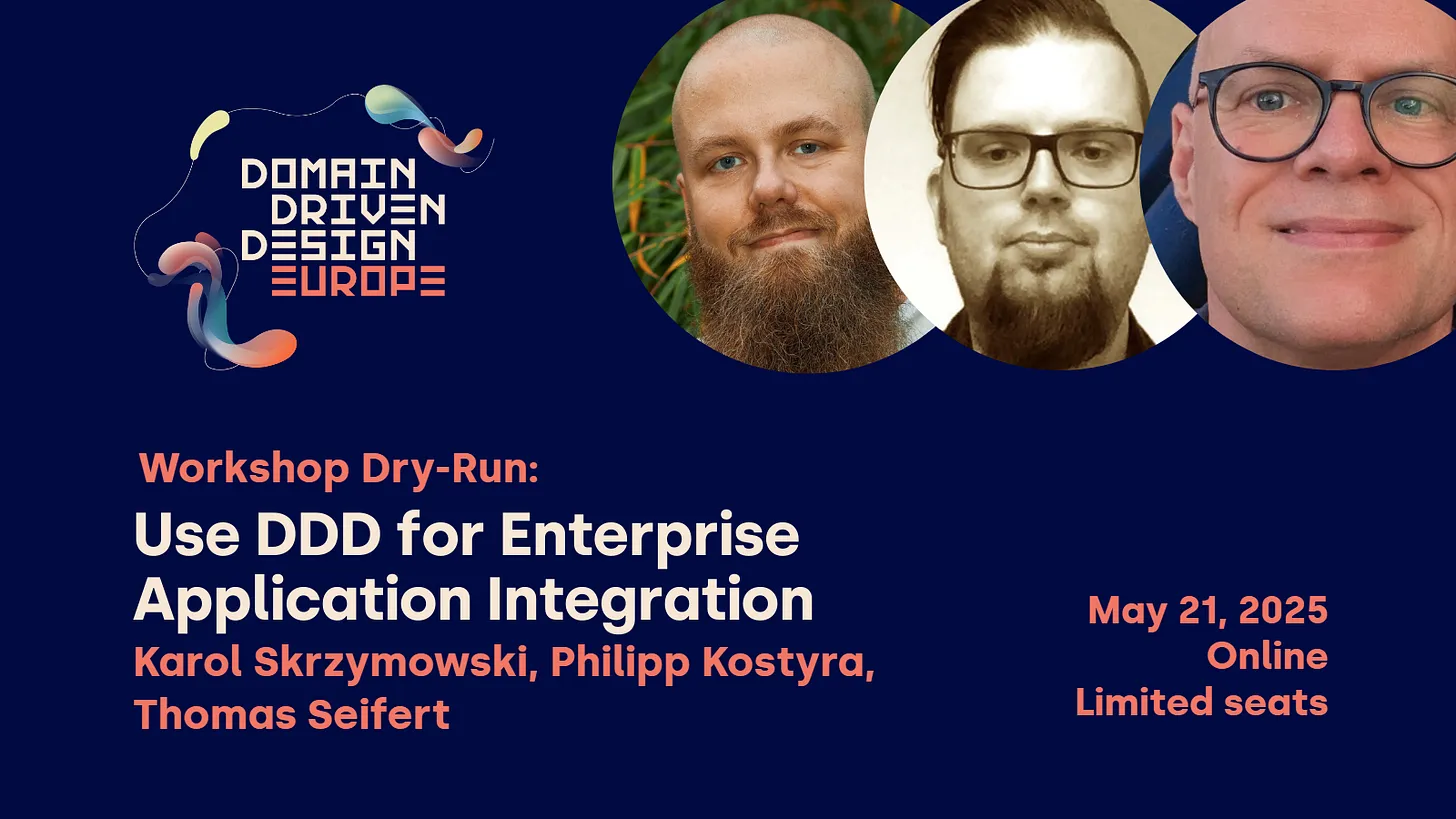 DOMAIN
DRIVEN
DESIGN
EUROPE
Workshop Dry-Run:
Use DDD for Enterprise
Application Integration
Karol Skrzymowski, Philipp Kostyra,
Thomas Seifert
May 21, 2025
Online
Limited seats